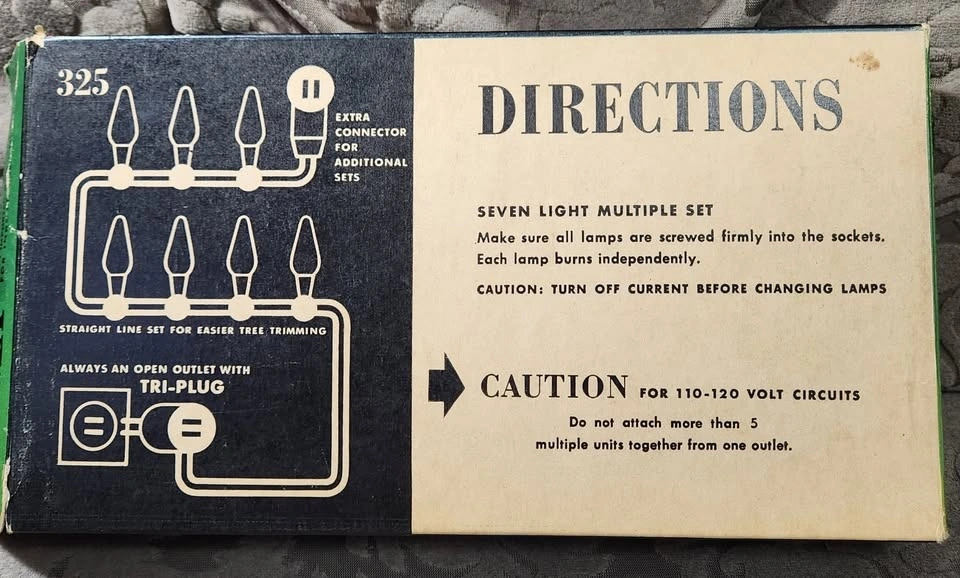 325
EXTRA
CONNECTOR
FOR
ADDITIONAL
SETS
STRAIGHT LINE SET FOR EASIER TREE TRIMMING
ALWAYS AN OPEN OUTLET WITH
TRI-PLUG
DIRECTIONS
SEVEN LIGHT MULTIPLE SET
Make sure all lamps are screwed firmly into the sockets.
Each lamp burns independently.
CAUTION: TURN OFF CURRENT BEFORE CHANGING LAMPS
CAUTION FOR 110-120 VOLT CIRCUITS
Do not attach more than 5
multiple units together from one outlet.